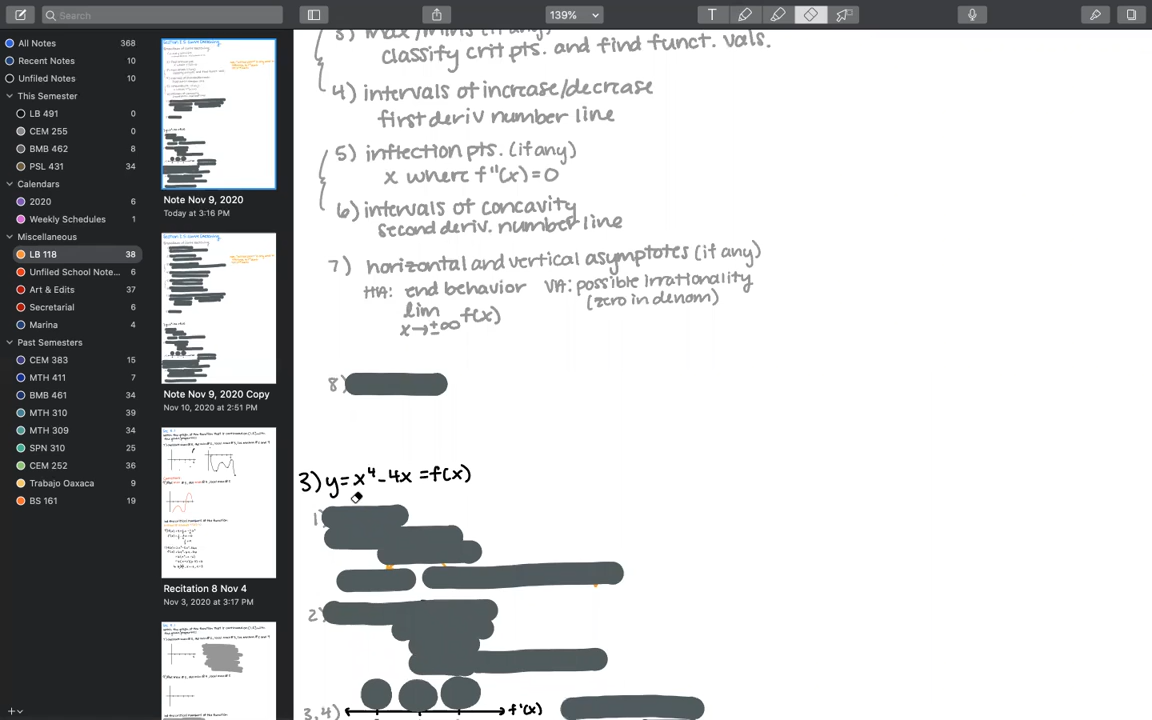 Search
139%
All Notes 368
Recent Notes 10
Unfiled Notes 10
This Semester
LB 491 0
CEM 255 0
BMB 462 8
PSL 431 34
Calendars
2020 6
Weekly Schedules 1
Miscellaneous
LB 118 38
Unfiled School Note... 6
Art & Edits 37
Secretarial 6
Marina 4
Past Semesters
CEM 383 15
MTH 411 7
BMB 461 34
MTH 310 39
MTH 309 34
SPN 310 25
CEM 252 36
Trabajo Oaxaca 9
BS 161 19
Note Nov 9, 2020
Today at 3:16 PM
Note Nov 9, 2020 Copy
Nov 10, 2020 at 2:51 PM
Recitation 8 Nov 4
Nov 3, 2020 at 3:17 PM
3) max/mins (if any)
classify crit pts. and find funct. vals.
4) intervals of increase/decrease
first deriv number line
5) inflection pts. (if any)
x where f"(x)=0
6) intervals of concavity
second deriv. number line
7) horizontal and vertical asymptotes (if any)
HA: end behavior VA: possible irrationality
lim f(x) (zero in denom)
x→±∞
8)
3) y=x⁴-4x =f(x)
1)
2)
3,4) f'(x)